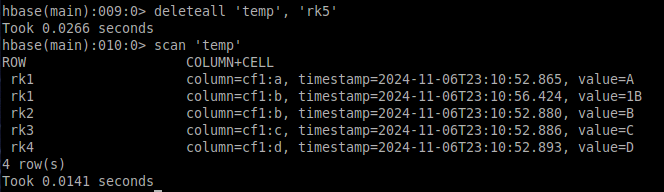 hbase(main):009:0> deleteall 'temp', 'rk5'
Took 0.0266 seconds
hbase(main):010:0> scan 'temp'
ROW COLUMN+CELL
rk1 column=cf1:a, timestamp=2024-11-06T23:10:52.865, value=A
rk1 column=cf1:b, timestamp=2024-11-06T23:10:56.424, value=1B
rk2 column=cf1:b, timestamp=2024-11-06T23:10:52.880, value=B
rk3 column=cf1:c, timestamp=2024-11-06T23:10:52.886, value=C
rk4 column=cf1:d, timestamp=2024-11-06T23:10:52.893, value=D
4 row(s)
Took 0.0141 seconds